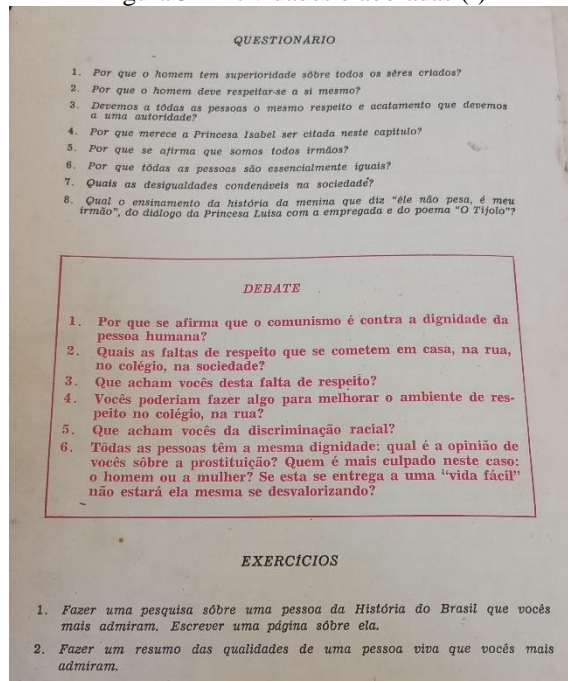 QUESTIONARIO
1. Por que o homem tem superioridade sôbre todos os sêres criados?
2. Por que o homem deve respeitar-se a si mesmo?
3. Devemos a tôdas as pessoas o mesmo respeito e acatamento que devemos
a uma autoridade?
4. Por que merece a Princesa Isabel ser citada neste capítulo?
5. Por que se afirma que somos todos irmãos?
6. Por que tôdas as pessoas são essencialmente iguais?
7. Quais as desigualdades condenáveis na sociedade?
8. Qual o ensinamento da história da menina que diz "êle não pesa, é meu
irmão", do diálogo da Princesa Luisa com a empregada e do poema "O Tijolo"?
DEBATE
1. Por que se afirma que o comunismo é contra a dignidade da
pessoa humana?
2. Quais as faltas de respeito que se cometem em casa, na rua,
no colégio, na sociedade?
3. Que acham vocês desta falta de respeito?
4. Vocês poderiam fazer algo para melhorar o ambiente de res-
peito no colégio, na rua?
5. Que acham vocês da discriminação racial?
6. Tôdas as pessoas têm a mesma dignidade: qual é a opinião de
vocês sôbre a prostituição? Quem é mais culpado neste caso:
o homem ou a mulher? Se esta se entrega a uma "vida fácil"
não estará ela mesma se desvalorizando?
EXERCÍCIOS
1. Fazer uma pesquisa sôbre uma pessoa da História do Brasil que vocês
mais admiram. Escrever uma página sôbre ela.
2. Fazer um resumo das qualidades de uma pessoa viva que vocês mais
admiram.